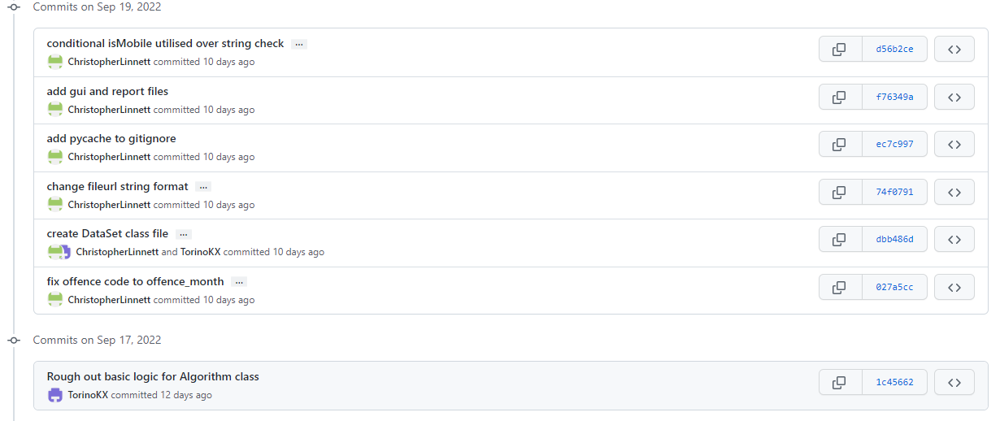 Commits on Sep 19, 2022
conditional isMobile utilised over string check ...
ChristopherLinnett committed 10 days ago
d56b2ce
add gui and report files
ChristopherLinnett committed 10 days ago
f76349a
add pycache to gitignore
ChristopherLinnett committed 10 days ago
ec7c997
change fileurl string format ...
ChristopherLinnett committed 10 days ago
74f0791
create DataSet class file ...
ChristopherLinnett and TorinoKX committed 10 days ago
dbb486d
fix offence code to offence_month ...
ChristopherLinnett committed 10 days ago
027a5cc
Commits on Sep 17, 2022
Rough out basic logic for Algorithm class
TorinoKX committed 12 days ago
1c45662